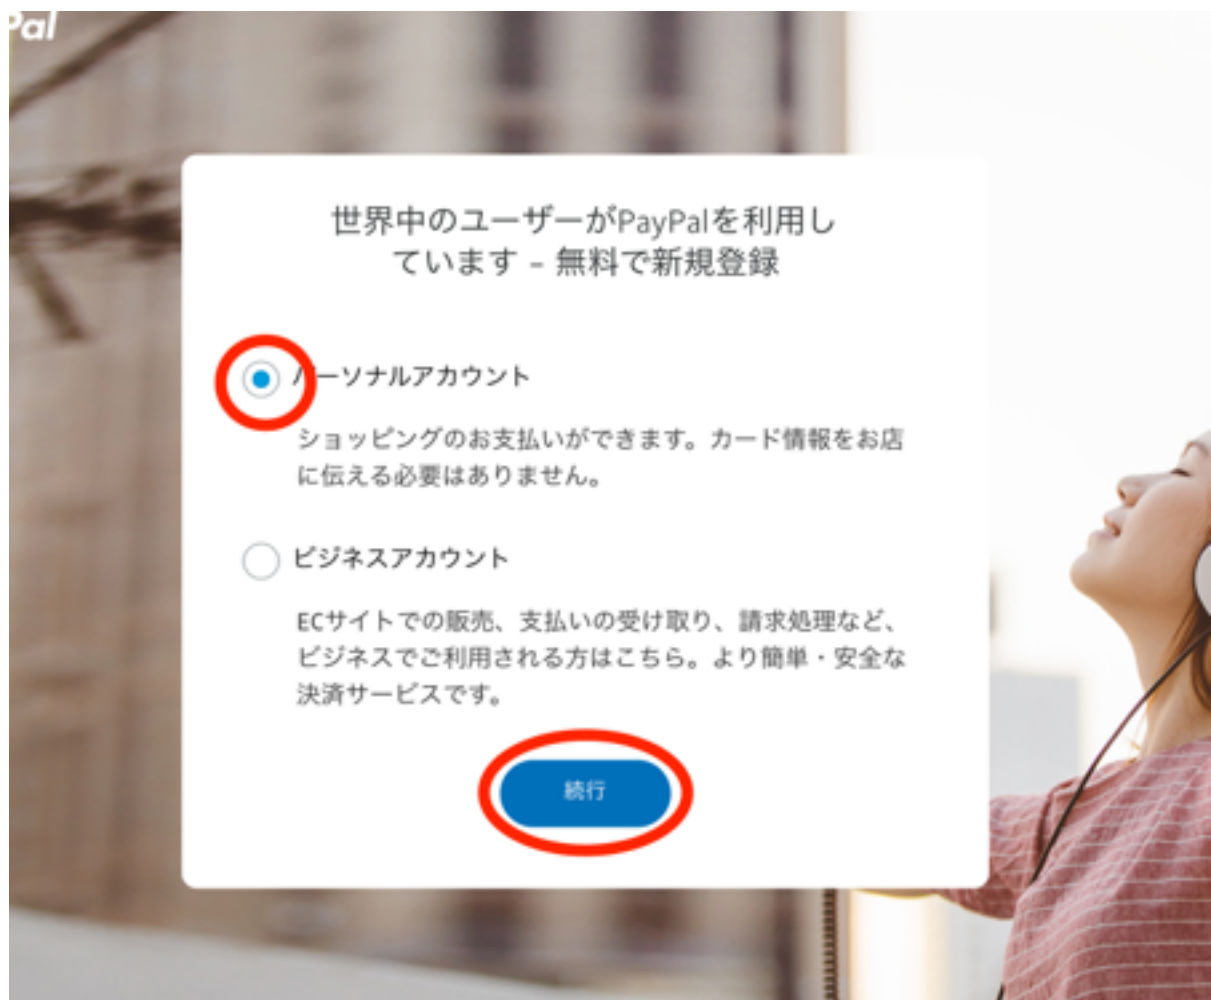 Pal
世界中のユーザーがPayPalを利用し
ています – 無料で新規登録
パーソナルアカウント
ショッピングのお支払いができます。カード情報をお店
に伝える必要はありません。
ビジネスアカウント
ECサイトでの販売、支払いの受け取り、請求処理など、
ビジネスでご利用される方はこちら。より簡単・安全な
決済サービスです。
続行